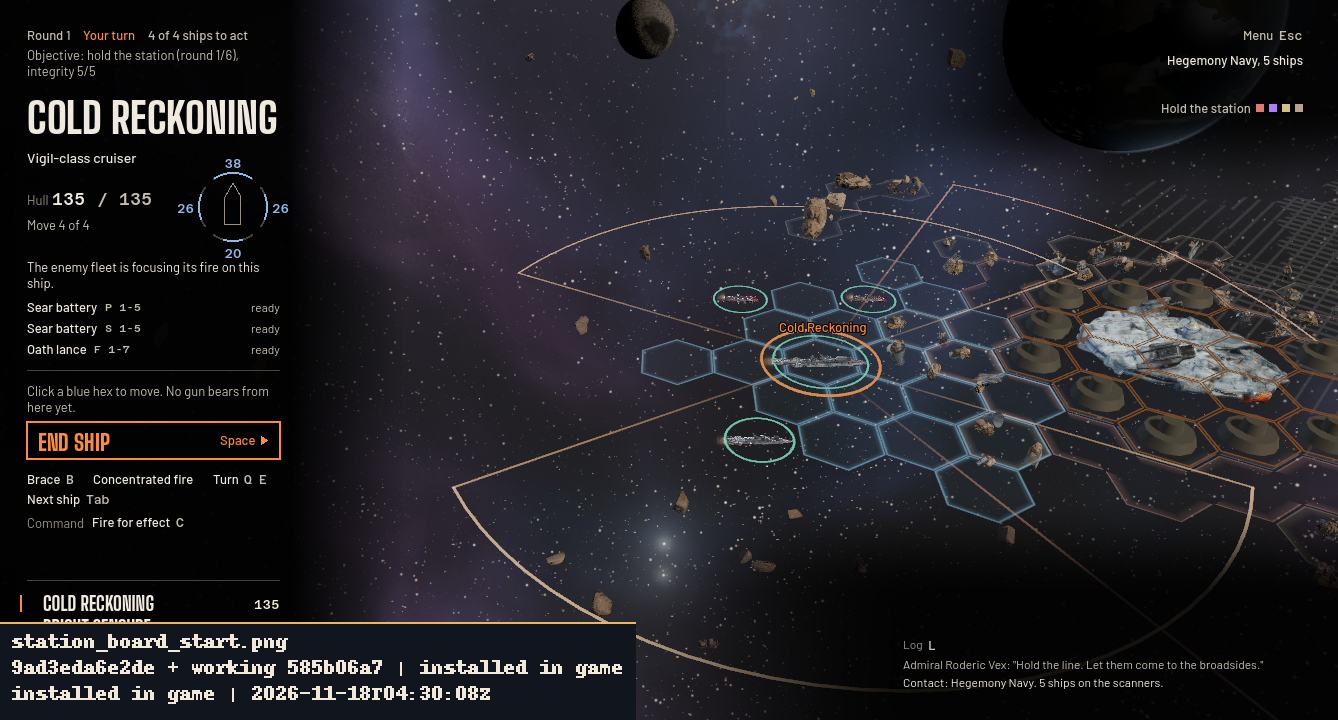 Round 1 Your turn 4 of 4 ships to act
Objective: hold the station (round 1/6),
integrity 5/5
COLD RECKONING
Vigil-class cruiser
38
Hull 135 / 135
26 26
Move 4 of 4
20
The enemy fleet is focusing its fire on this
ship.
Sear battery P 1-5 ready
Sear battery S 1-5 ready
Oath lance F 1-7 ready
Click a blue hex to move. No gun bears from
here yet.
END SHIP Space
Brace B Concentrated fire Turn Q E
Next ship Tab
Command Fire for effect C
COLD RECKONING 135
Menu Esc
Hegemony Navy, 5 ships
Hold the station
Cold Reckoning
Log L
Admiral Roderic Vex: "Hold the line. Let them come to the broadsides."
Contact: Hegemony Navy. 5 ships on the scanners.
station_board_start.png
9ad3eda6e2de + working 585b06a7 | installed in game
installed in game | 2026-11-18T04:30:08Z